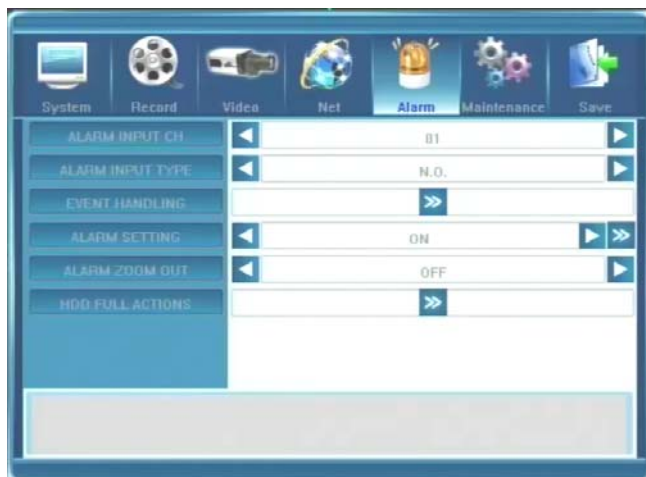 System Record Video Net Alarm Maintenance Save
ALARM INPUT CH 01
ALARM INPUT TYPE N.O.
EVENT HANDLING
ALARM SETTING ON
ALARM ZOOM OUT OFF
HDD FULL ACTIONS